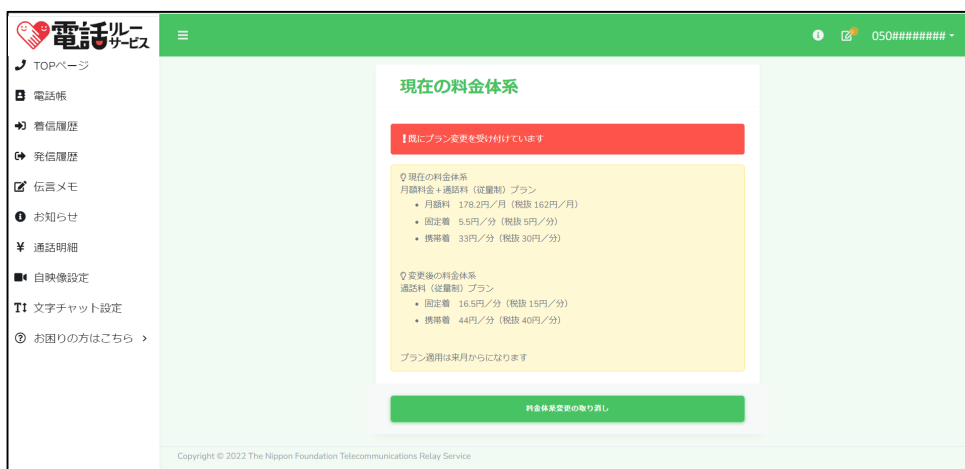 電話リレーサービス
050########
TOPページ
電話帳
着信履歴
発信履歴
伝言メモ
お知らせ
通話明細
自映像設定
文字チャット設定
お困りの方はこちら
現在の料金体系
既にプラン変更を受け付けています
現在の料金体系
月額料金+通話料（従量制）プラン
• 月額料 178.2円／月（税抜 162円／月）
• 固定着 5.5円／分（税抜 5円／分）
• 携帯着 33円／分（税抜 30円／分）
変更後の料金体系
通話料（従量制）プラン
• 固定着 16.5円／分（税抜 15円／分）
• 携帯着 44円／分（税抜 40円／分）
プラン適用は来月からになります
料金体系変更の取り消し
Copyright © 2022 The Nippon Foundation Telecommunications Relay Service